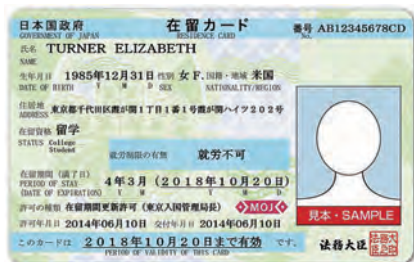 日本国政府 在留カード 番号 AB12345678CD
GOVERNMENT OF JAPAN RESIDENCE CARD No.
氏名 TURNER ELIZABETH
NAME
生年月日 1985年12月31日 性別 女 F. 国籍・地域 米国
DATE OF BIRTH Y M D SEX NATIONALITY/REGION
住居地
ADDRESS 東京都千代田区霞が関1丁目1番1号霞が関ハイツ202号
在留資格 留学
STATUS College Student
就労制限の有無 就労不可
在留期間(満了日)
PERIOD OF STAY (DATE OF EXPIRATION) 4年3月(2018年10月20日)
Y M Y M D
許可の種類 在留期間更新許可(東京入国管理局長) MOJ
許可年月日 2014年06月10日 交付年月日 2014年06月10日
見本・SAMPLE
このカードは 2018年10月20日まで有効 です。
PERIOD OF VALIDITY OF THIS CARD
法務大臣